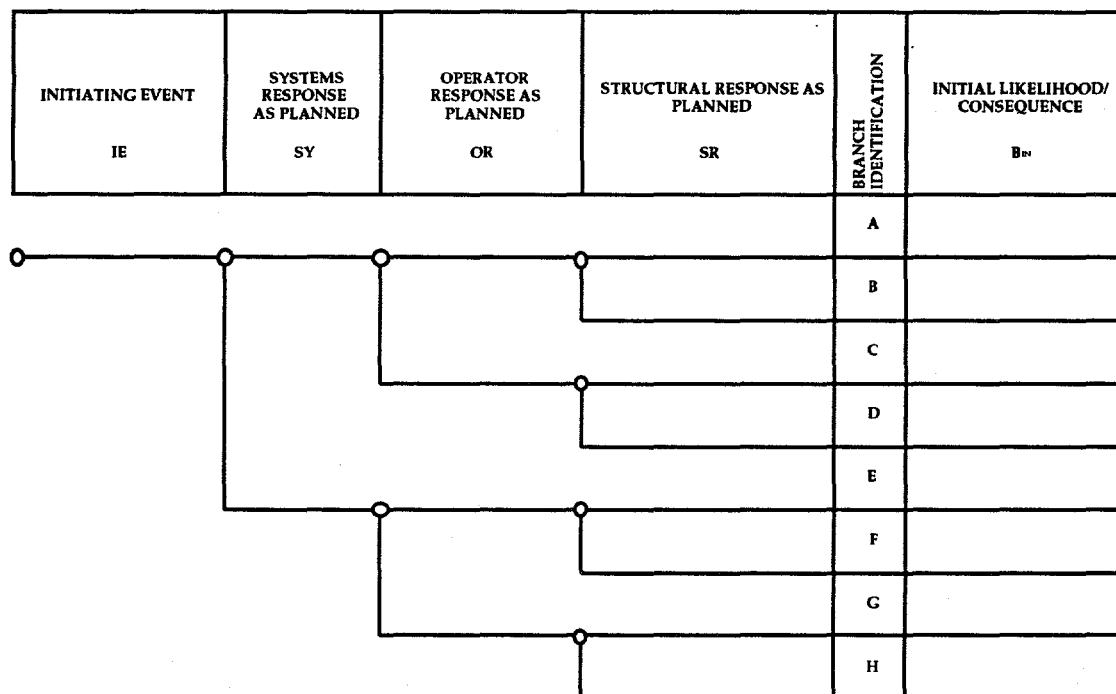 INITIATING EVENT
IE
SYSTEMS
RESPONSE
AS PLANNED
SY
OPERATOR
RESPONSE AS
PLANNED
OR
STRUCTURAL RESPONSE AS
PLANNED
SR
BRANCH
IDENTIFICATION
INITIAL LIKELIHOOD/
CONSEQUENCE
BIN
A
B
C
D
E
F
G
H